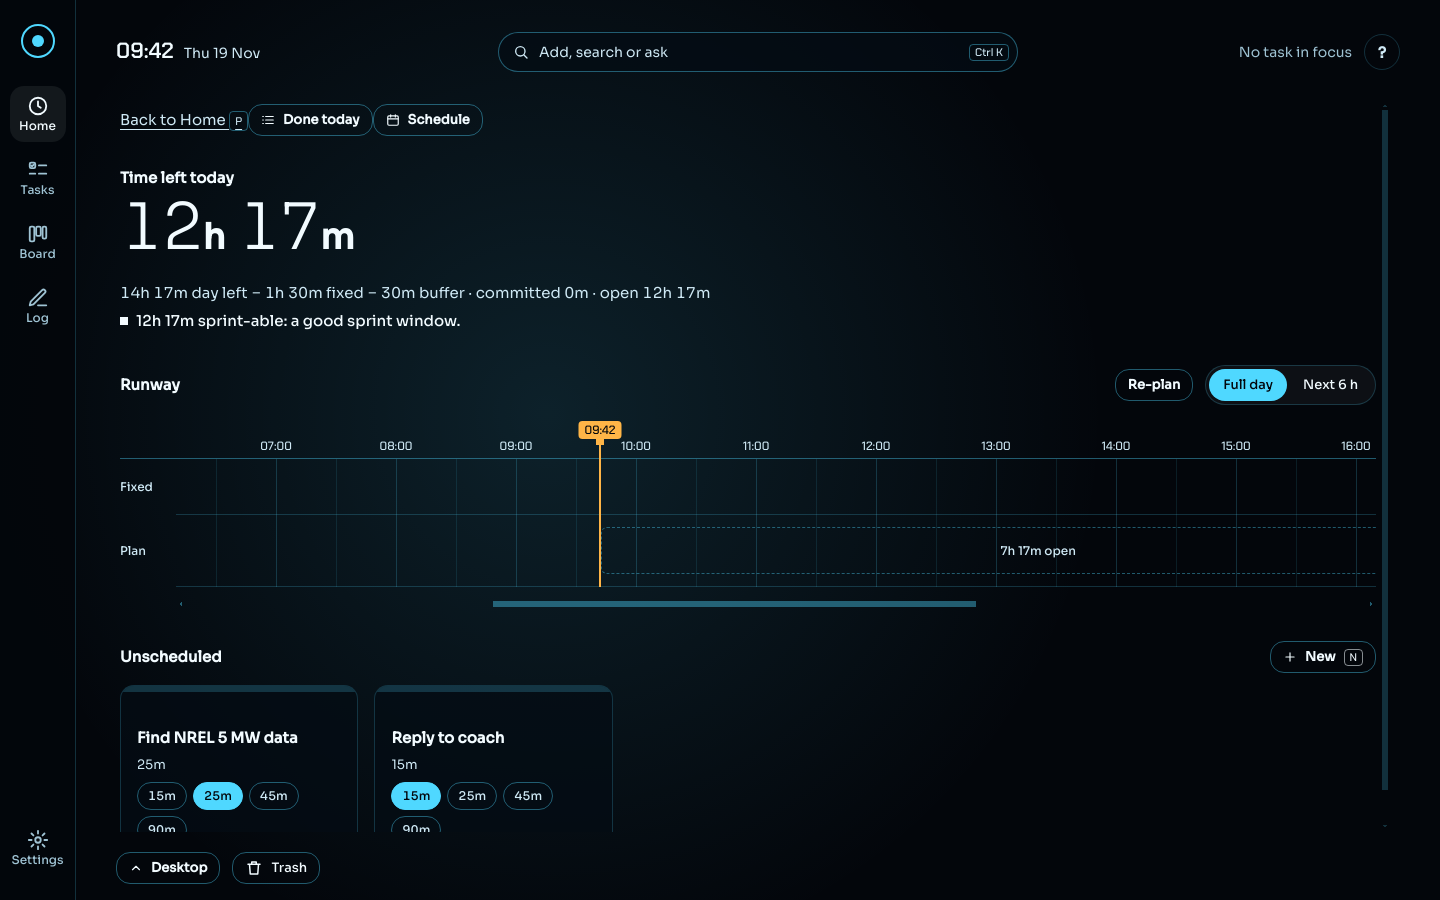 09:42 Thu 19 Nov
Add, search or ask Ctrl K
No task in focus ?
Home
Tasks
Board
Log
Settings
Back to Home P Done today Schedule
Time left today
12h 17m
14h 17m day left – 1h 30m fixed – 30m buffer · committed 0m · open 12h 17m
12h 17m sprint-able: a good sprint window.
Runway Re-plan Full day Next 6 h
09:42
07:00 08:00 09:00 10:00 11:00 12:00 13:00 14:00 15:00 16:00
Fixed
Plan 7h 17m open
Unscheduled + New N
Find NREL 5 MW data
25m
15m 25m 45m
90m
Reply to coach
15m
15m 25m 45m
90m
Desktop Trash